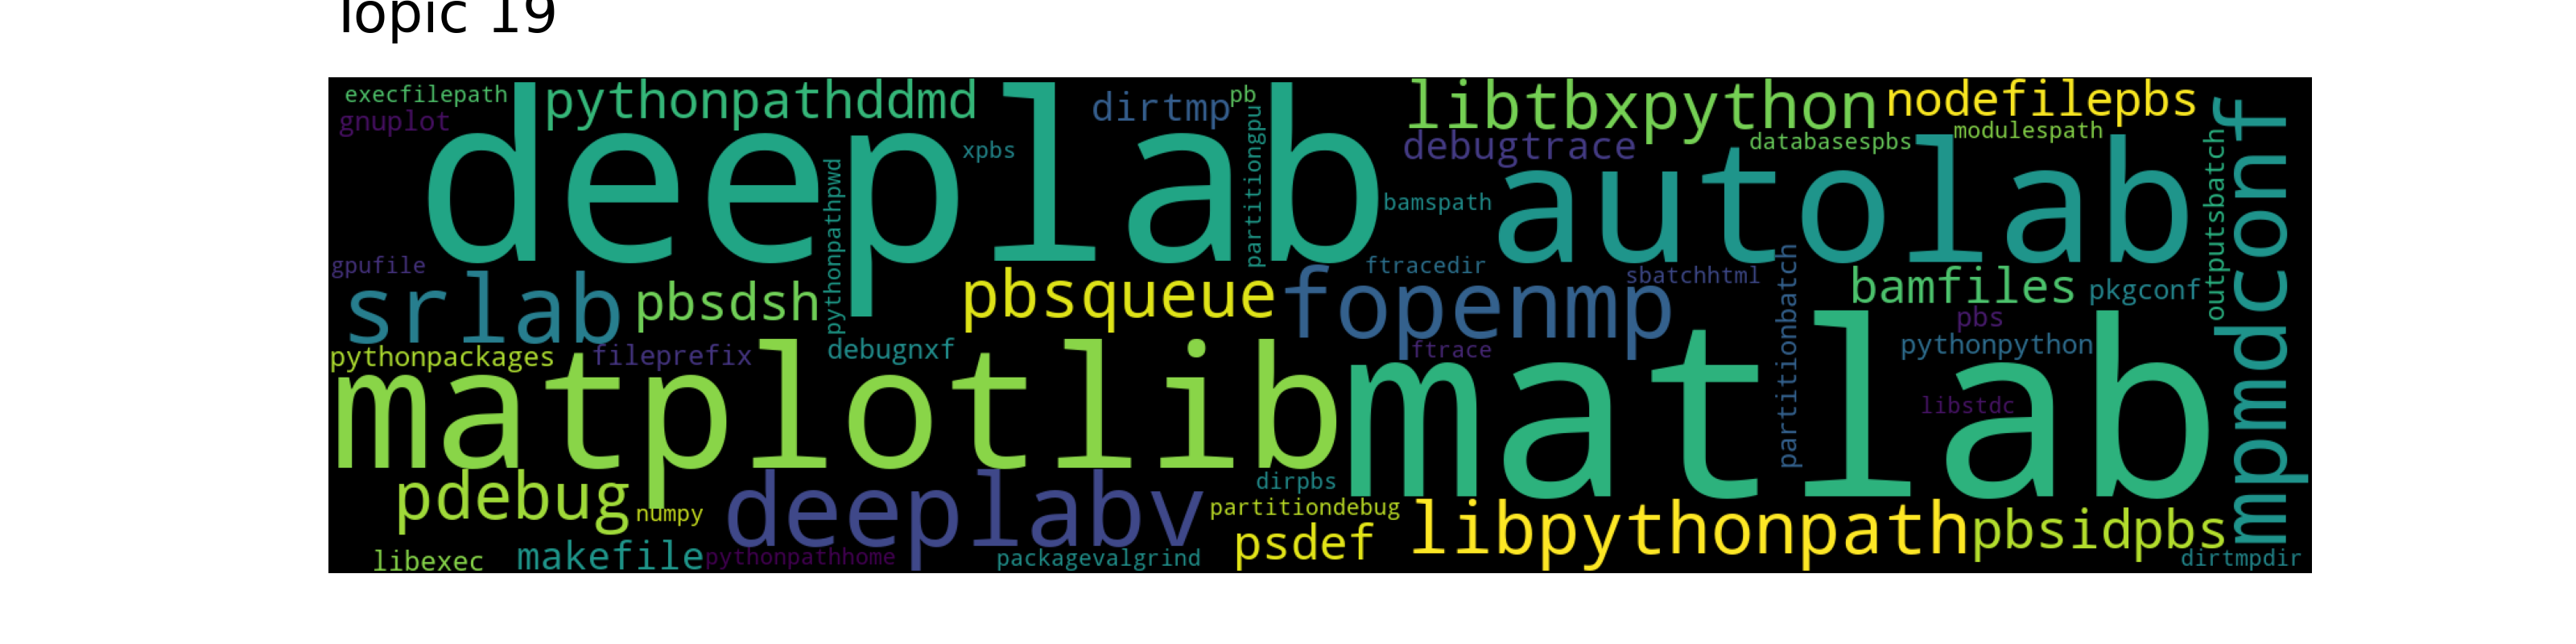 Topic 19
execfilepath
pythonpathddmd
dirtmp
pb
libtbxpython
nodefilepbs
gnuplot
deeplab
xpbs
partitiongpu
debugtrace
databasespbs
modulespath
autolab
outputsbatch
mpmdconf
pythonpathpwd
bamspath
gpufile
srlab
pbsdsh
pbsqueue
fopenmp
ftracedir
sbatchhtml
partitionbatch
bamfiles
pkgconf
pbs
pythonpackages
fileprefix
debugnxf
ftrace
pythonpython
matplotlib
matlab
libstdc
pdebug
numpy
deeplabv
dirpbs
partitiondebug
psdef
libpythonpath
pbsidpbs
libexec
makefile
pythonpathhome
packagevalgrind
dirtmpdir